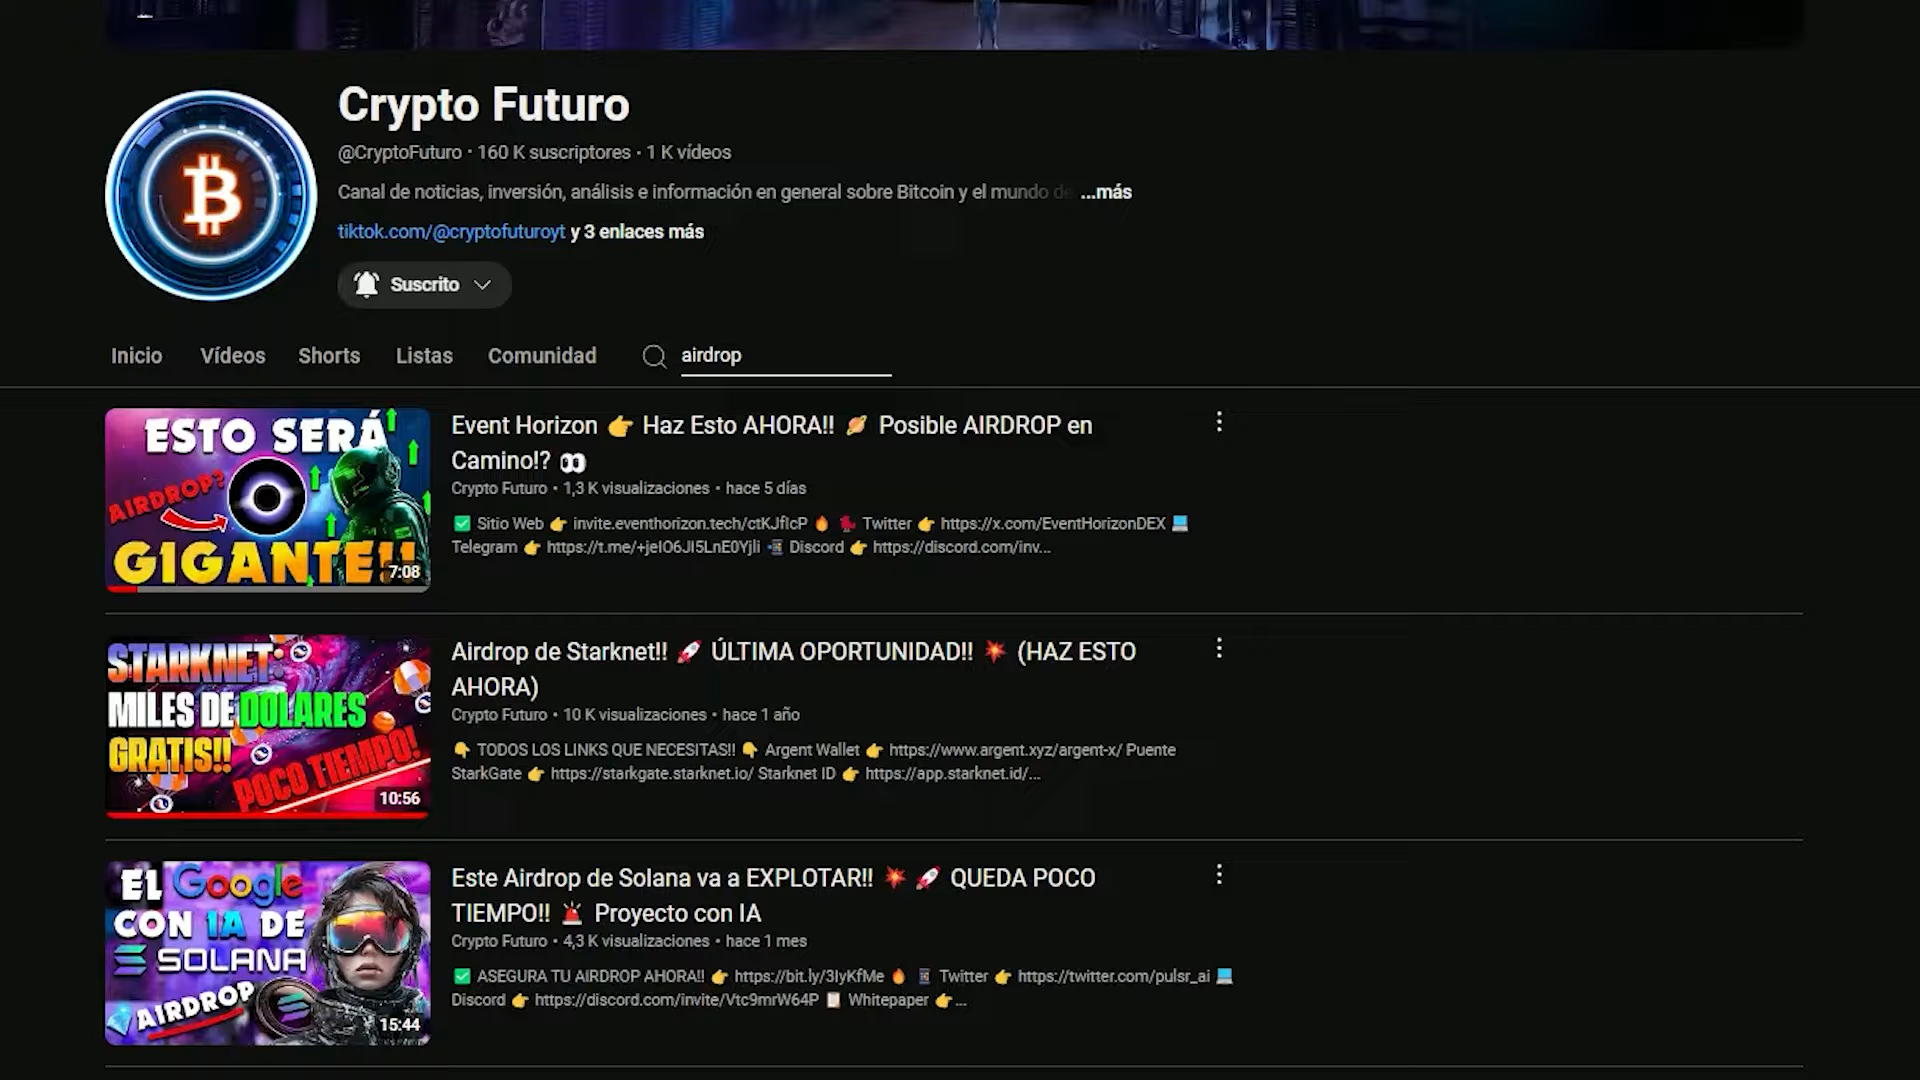 Crypto Futuro
@CryptoFuturo · 160 K suscriptores · 1 K vídeos
Canal de noticias, inversión, análisis e información en general sobre Bitcoin y el mundo de ...más
tiktok.com/@cryptofuturoyt y 3 enlaces más
Suscrito
Inicio Vídeos Shorts Listas Comunidad airdrop
ESTO SERÁ
AIRDROP?
GIGANTE!!
7:08
Event Horizon 👉 Haz Esto AHORA!! 🪐 Posible AIRDROP en
Camino!? 👀
Crypto Futuro • 1,3 K visualizaciones • hace 5 días
✅ Sitio Web 👉 invite.eventhorizon.tech/ctKJfIcP 🔥 🐦 Twitter 👉 https://x.com/EventHorizonDEX 💻
Telegram 👉 https://t.me/+jeIO6JI5LnE0YjIi 📲 Discord 👉 https://discord.com/inv...
STARKNET:
MILES DE DOLARES
GRATIS!!
POCO TIEMPO!
10:56
Airdrop de Starknet!! 🚀 ÚLTIMA OPORTUNIDAD!! 💥 (HAZ ESTO
AHORA)
Crypto Futuro • 10 K visualizaciones • hace 1 año
👇 TODOS LOS LINKS QUE NECESITAS!! 👇 Argent Wallet 👉 https://www.argent.xyz/argent-x/ Puente
StarkGate 👉 https://starkgate.starknet.io/ Starknet ID 👉 https://app.starknet.id/...
EL Google
CON IA DE
SOLANA
AIRDROP
15:44
Este Airdrop de Solana va a EXPLOTAR!! 💥 🚀 QUEDA POCO
TIEMPO!! 🚨 Proyecto con IA
Crypto Futuro • 4,3 K visualizaciones • hace 1 mes
✅ ASEGURA TU AIRDROP AHORA!! 👉 https://bit.ly/3IyKfMe 🔥 📱 Twitter 👉 https://twitter.com/pulsr_ai 💻
Discord 👉 https://discord.com/invite/Vtc9mrW64P 📋 Whitepaper 👉 ...